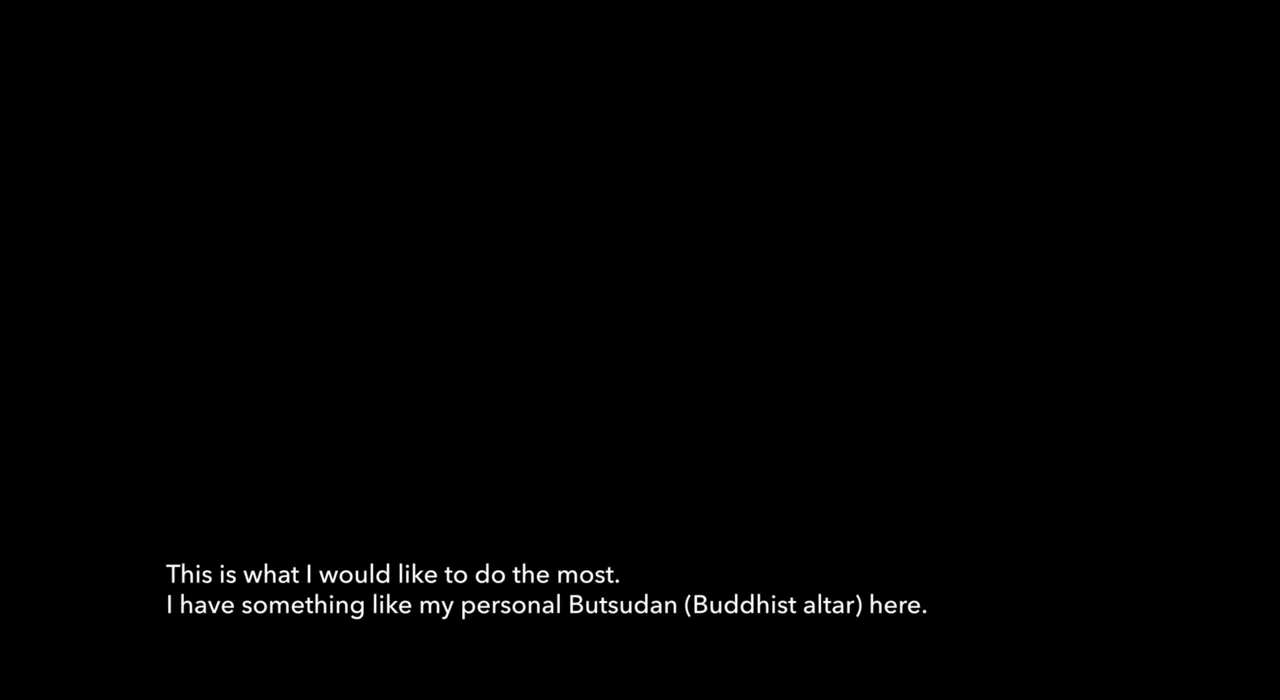 This is what I would like to do the most.
I have something like my personal Butsudan (Buddhist altar) here.